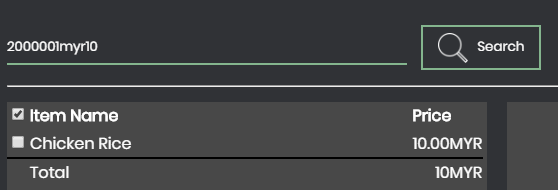 2000001myr10 Search
Item Name Price
Chicken Rice 10.00MYR
Total 10MYR